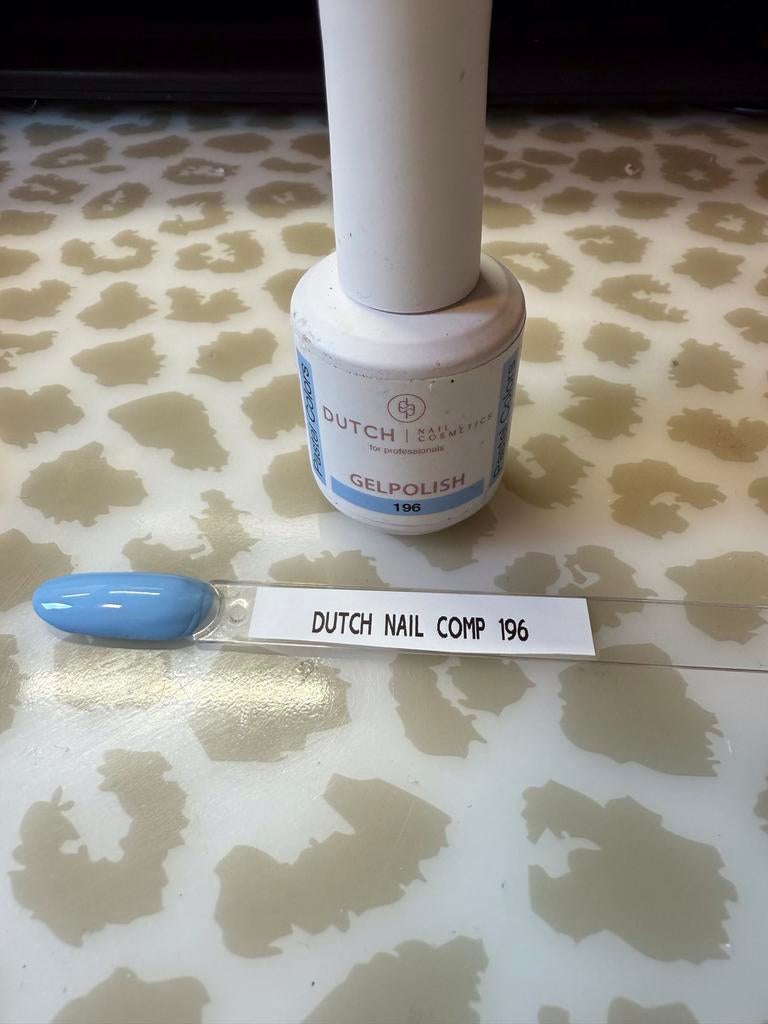 Pastel Colors
DUTCH | NAIL COSMETICS
for professionals
GELPOLISH
196
Pastel Colors
DUTCH NAIL COMP 196